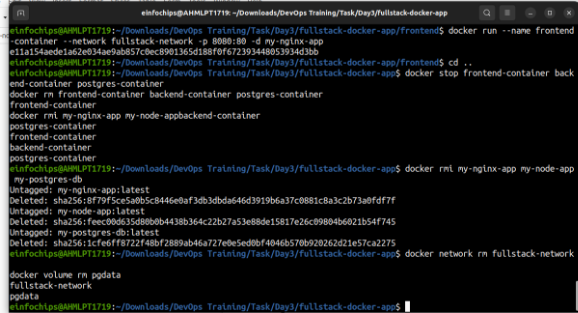 einfochips@AHMLPT1719: ~/Downloads/DevOps Training/Task/Day3/fullstack-docker-app
einfochips@AHMLPT1719:~/Downloads/DevOps Training/Task/Day3/fullstack-docker-app/frontend$ docker run --name frontend
-container --network fullstack-network -p 8080:80 -d my-nginx-app
e11a154aede1a62e034ae9ab857c0ec8901365d188f0f672393448053934d3bb
einfochips@AHMLPT1719:~/Downloads/DevOps Training/Task/Day3/fullstack-docker-app/frontend$ cd ..
einfochips@AHMLPT1719:~/Downloads/DevOps Training/Task/Day3/fullstack-docker-app$ docker stop frontend-container back
end-container postgres-container
docker rm frontend-container backend-container postgres-container
frontend-container
docker rmi my-nginx-app my-node-appbackend-container
postgres-container
frontend-container
backend-container
postgres-container
einfochips@AHMLPT1719:~/Downloads/DevOps Training/Task/Day3/fullstack-docker-app$ docker rmi my-nginx-app my-node-app
my-postgres-db
Untagged: my-nginx-app:latest
Deleted: sha256:8f79f5ce5a0b5c8446e0af3db3dbda646d3919b6a37c0881c8a3c2b73a0fdf7f
Untagged: my-node-app:latest
Deleted: sha256:feec00d635d80b0b4438b364c22b27a53e88de15817e26c09804b6021b54f745
Untagged: my-postgres-db:latest
Deleted: sha256:1cfe6ff8722f48bf2889ab46a727e0e5ed0bf4046b570b920262d21e57ca2275
einfochips@AHMLPT1719:~/Downloads/DevOps Training/Task/Day3/fullstack-docker-app$ docker network rm fullstack-network
docker volume rm pgdata
fullstack-network
pgdata
einfochips@AHMLPT1719:~/Downloads/DevOps Training/Task/Day3/fullstack-docker-app$